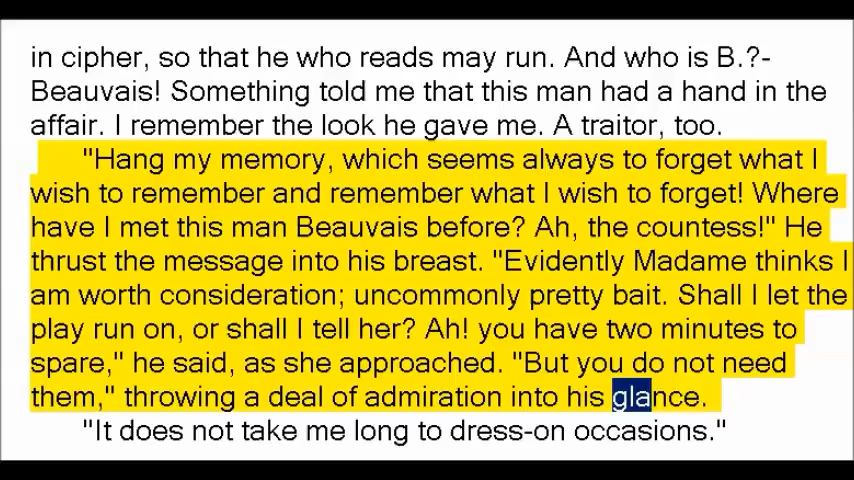 in cipher, so that he who reads may run. And who is B.?-
Beauvais! Something told me that this man had a hand in the
affair. I remember the look he gave me. A traitor, too.
"Hang my memory, which seems always to forget what I
wish to remember and remember what I wish to forget! Where
have I met this man Beauvais before? Ah, the countess!" He
thrust the message into his breast. "Evidently Madame thinks I
am worth consideration; uncommonly pretty bait. Shall I let the
play run on, or shall I tell her? Ah! you have two minutes to
spare," he said, as she approached. "But you do not need
them," throwing a deal of admiration into his glance.
"It does not take me long to dress-on occasions."